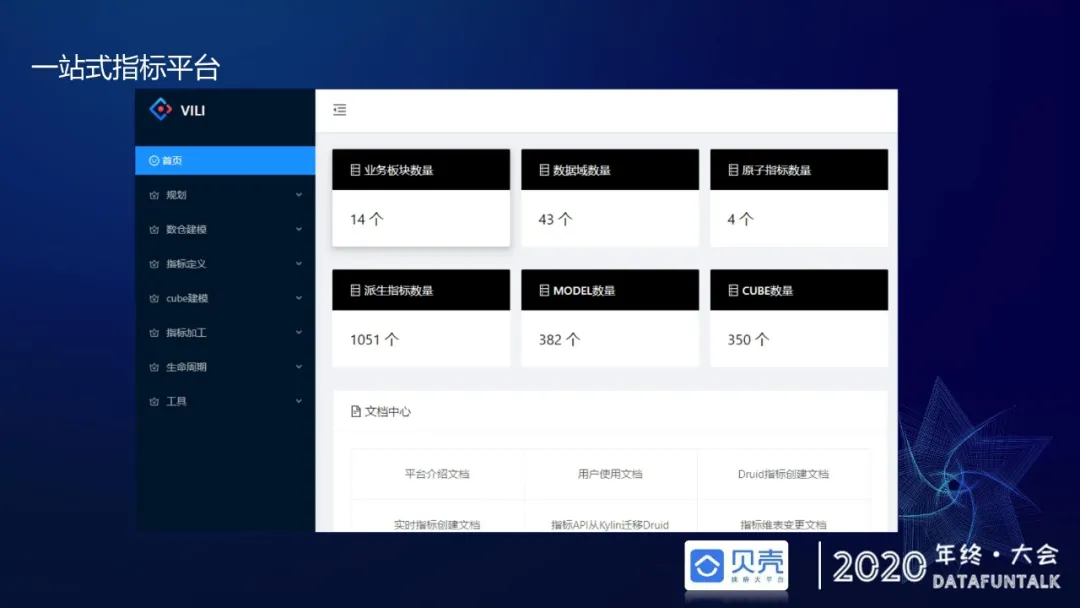 一站式指标平台
VILI
首页
规划
数仓建模
指标定义
cube建模
指标加工
生命周期
工具
业务板块数量
14 个
数据域数量
43 个
原子指标数量
4 个
派生指标数量
1051 个
MODEL数量
382 个
CUBE数量
350 个
文档中心
平台介绍文档
用户使用文档
Druid指标创建文档
实时指标创建文档
指标API从Kylin迁移Druid
指标维表变更文档
贝壳
找房大平台
2020 年终·大会
DATAFUNTALK